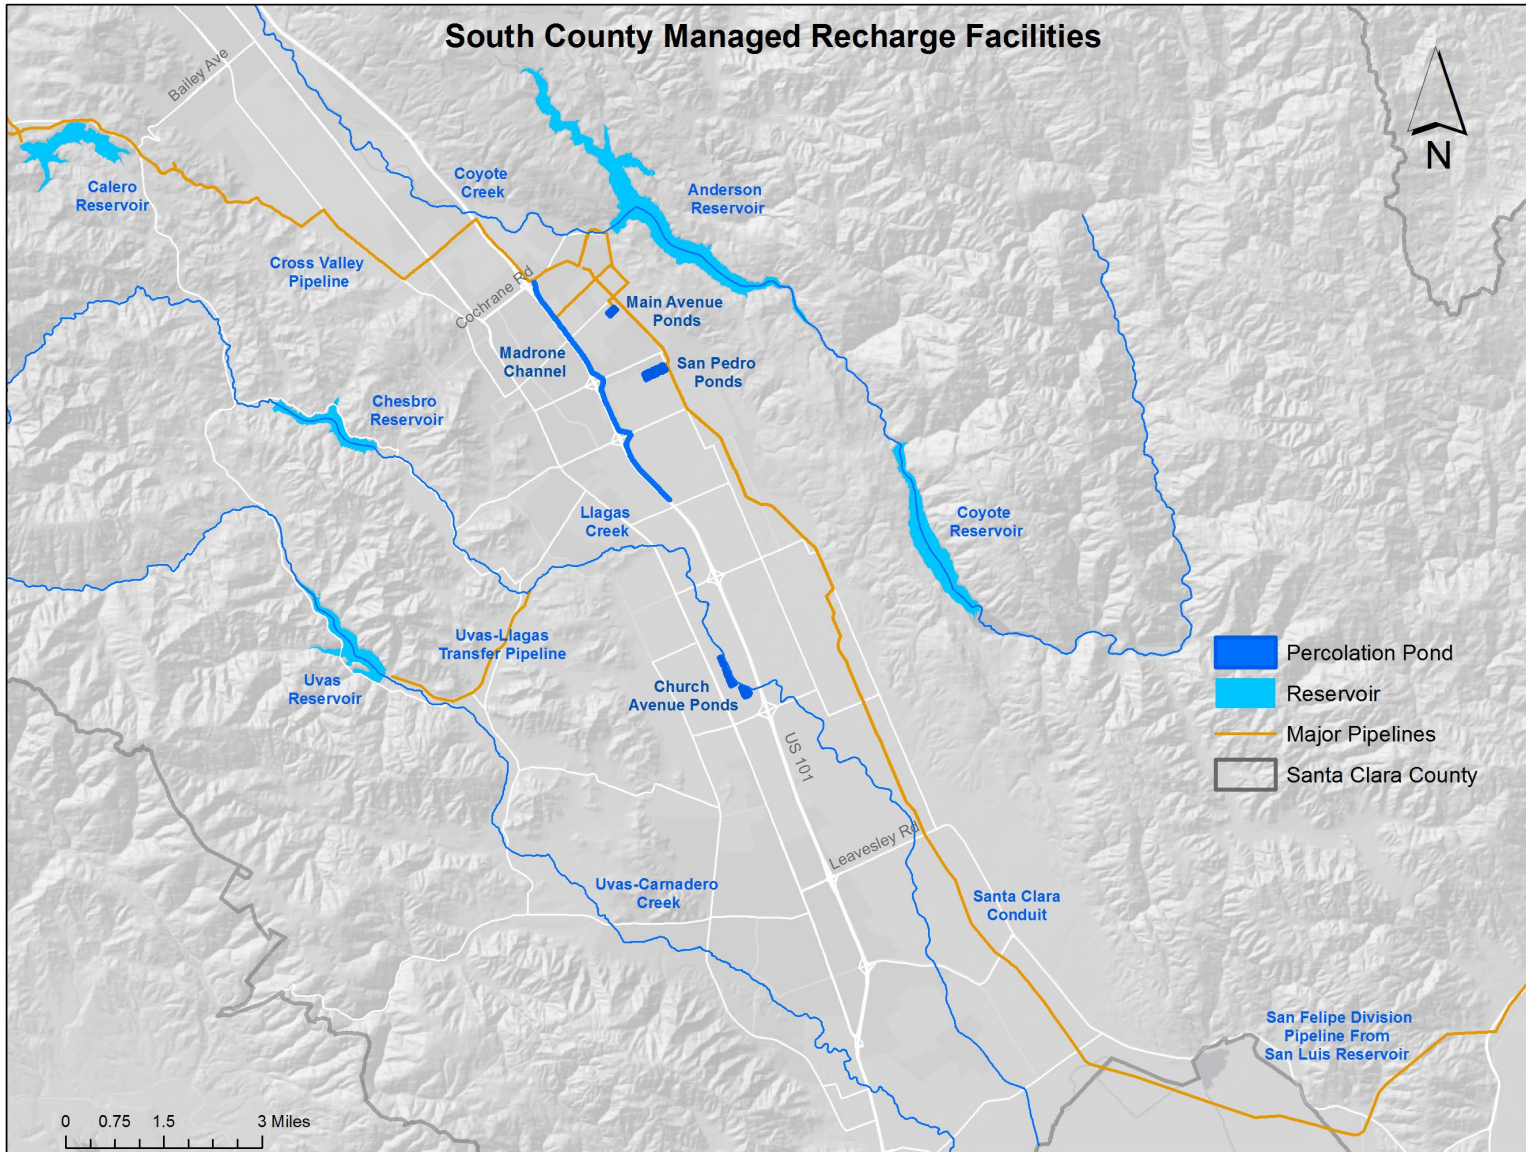 South County Managed Recharge Facilities
Bailey Ave
N
Coyote
Creek
Anderson
Reservoir
Calero
Reservoir
Cross Valley
Pipeline
Cochrane Rd
Main Avenue
Ponds
Madrone
Channel
San Pedro
Ponds
Chesbro
Reservoir
Llagas
Creek
Coyote
Reservoir
Uvas-Llagas
Transfer Pipeline
Uvas
Reservoir
Church
Avenue Ponds
US 101
Percolation Pond
Reservoir
Major Pipelines
Santa Clara County
Leavesley Rd
Uvas-Carnadero
Creek
Santa Clara
Conduit
San Felipe Division
Pipeline From
San Luis Reservoir
0 0.75 1.5 3 Miles